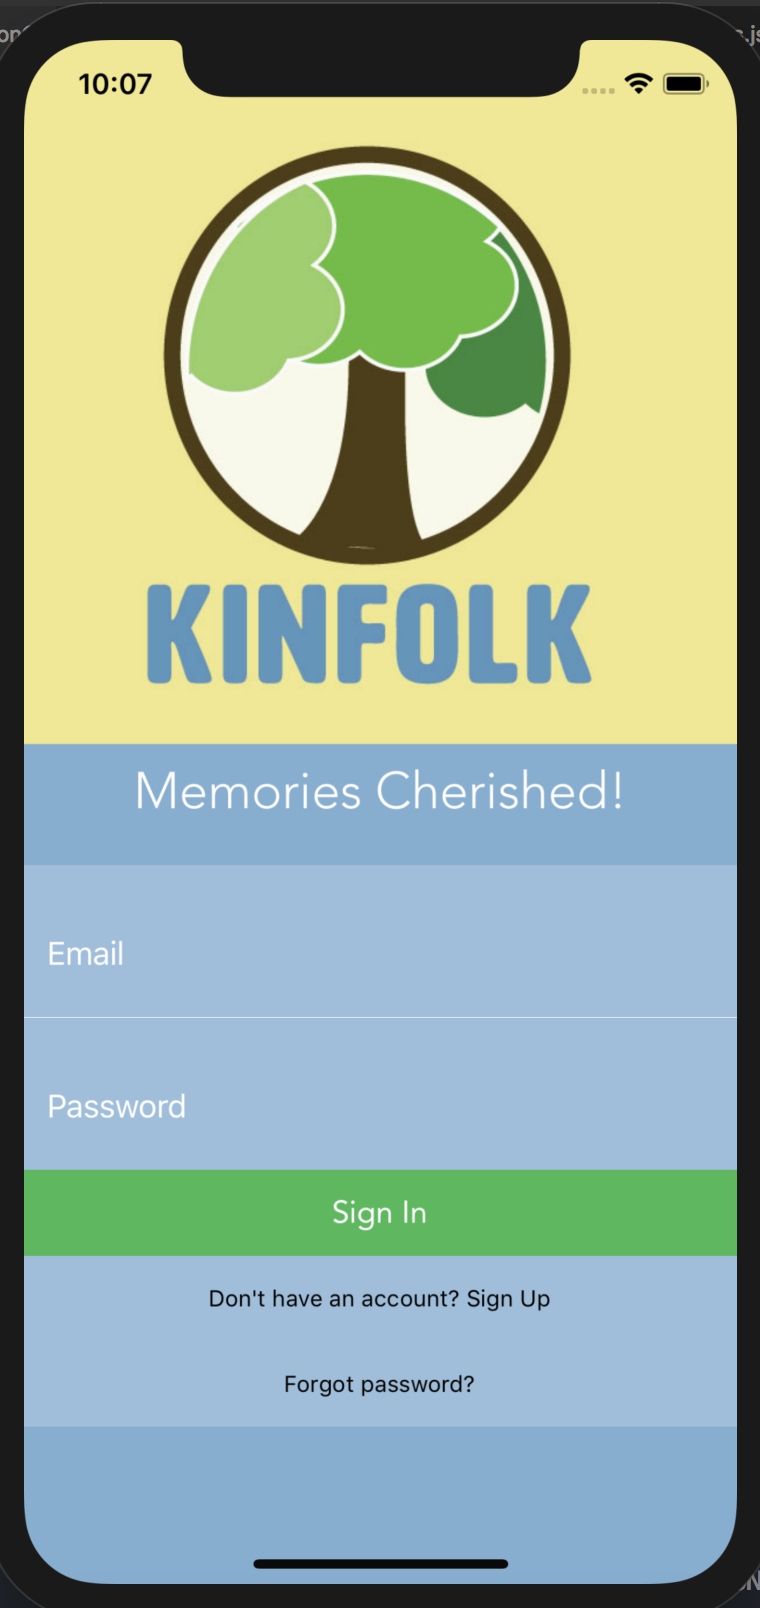 10:07
KINFOLK
Memories Cherished!
Email
Password
Sign In
Don't have an account? Sign Up
Forgot password?